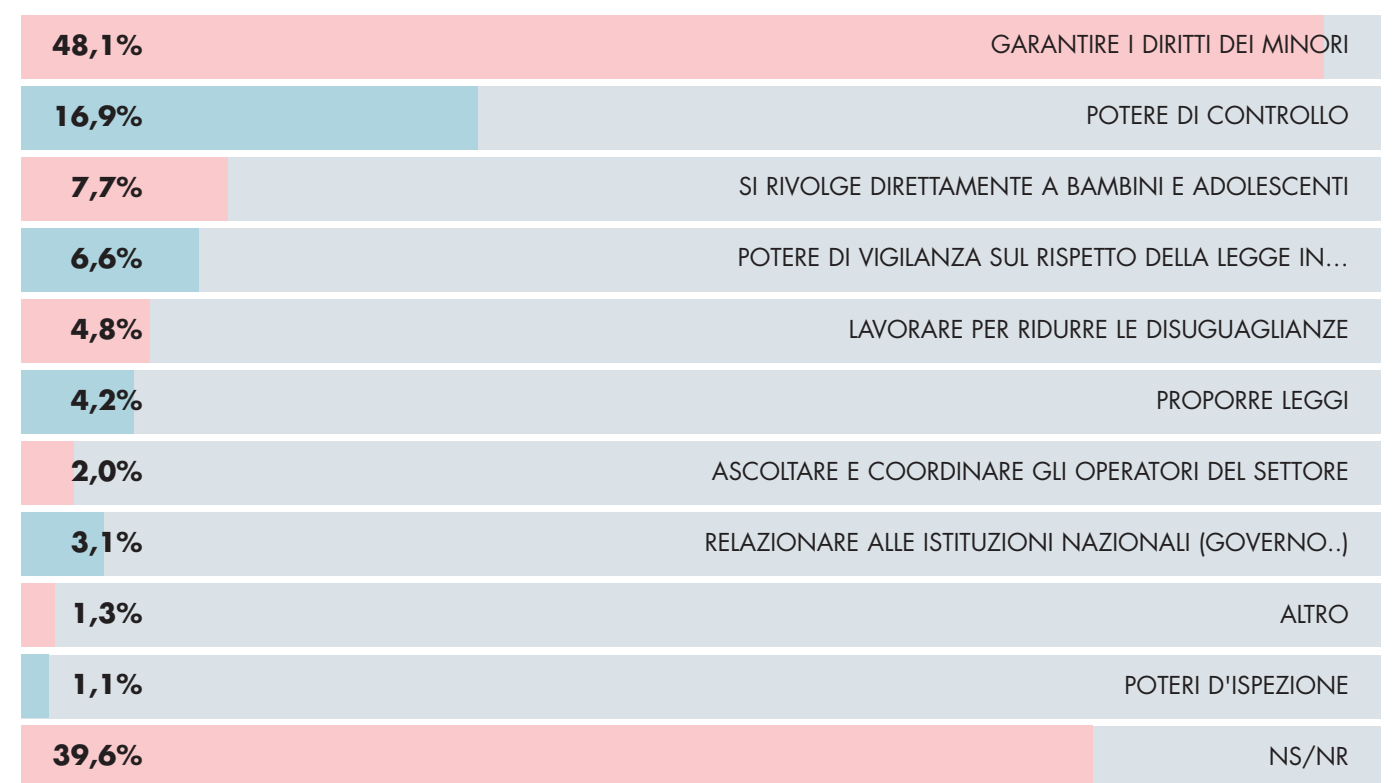 48,1% GARANTIRE I DIRITTI DEI MINORI
16,9% POTERE DI CONTROLLO
7,7% SI RIVOLGE DIRETTAMENTE A BAMBINI E ADOLESCENTI
6,6% POTERE DI VIGILANZA SUL RISPETTO DELLA LEGGE IN...
4,8% LAVORARE PER RIDURRE LE DISUGUAGLIANZE
4,2% PROPORRE LEGGI
2,0% ASCOLTARE E COORDINARE GLI OPERATORI DEL SETTORE
3,1% RELAZIONARE ALLE ISTITUZIONI NAZIONALI (GOVERNO..)
1,3% ALTRO
1,1% POTERI D'ISPEZIONE
39,6% NS/NR